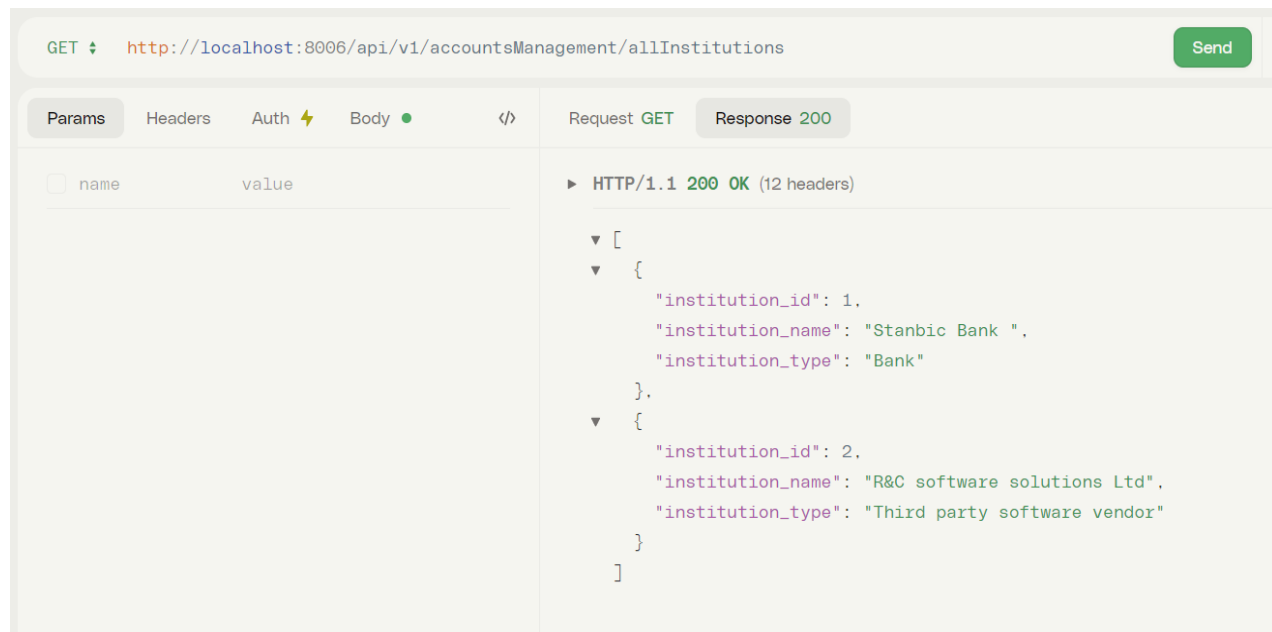 GET http://localhost:8006/api/v1/accountsManagement/allInstitutions Send
Params Headers Auth Body </>
name value
Request GET Response 200
HTTP/1.1 200 OK (12 headers)
[
{
"institution_id": 1,
"institution_name": "Stanbic Bank ",
"institution_type": "Bank"
},
{
"institution_id": 2,
"institution_name": "R&C software solutions Ltd",
"institution_type": "Third party software vendor"
}
]